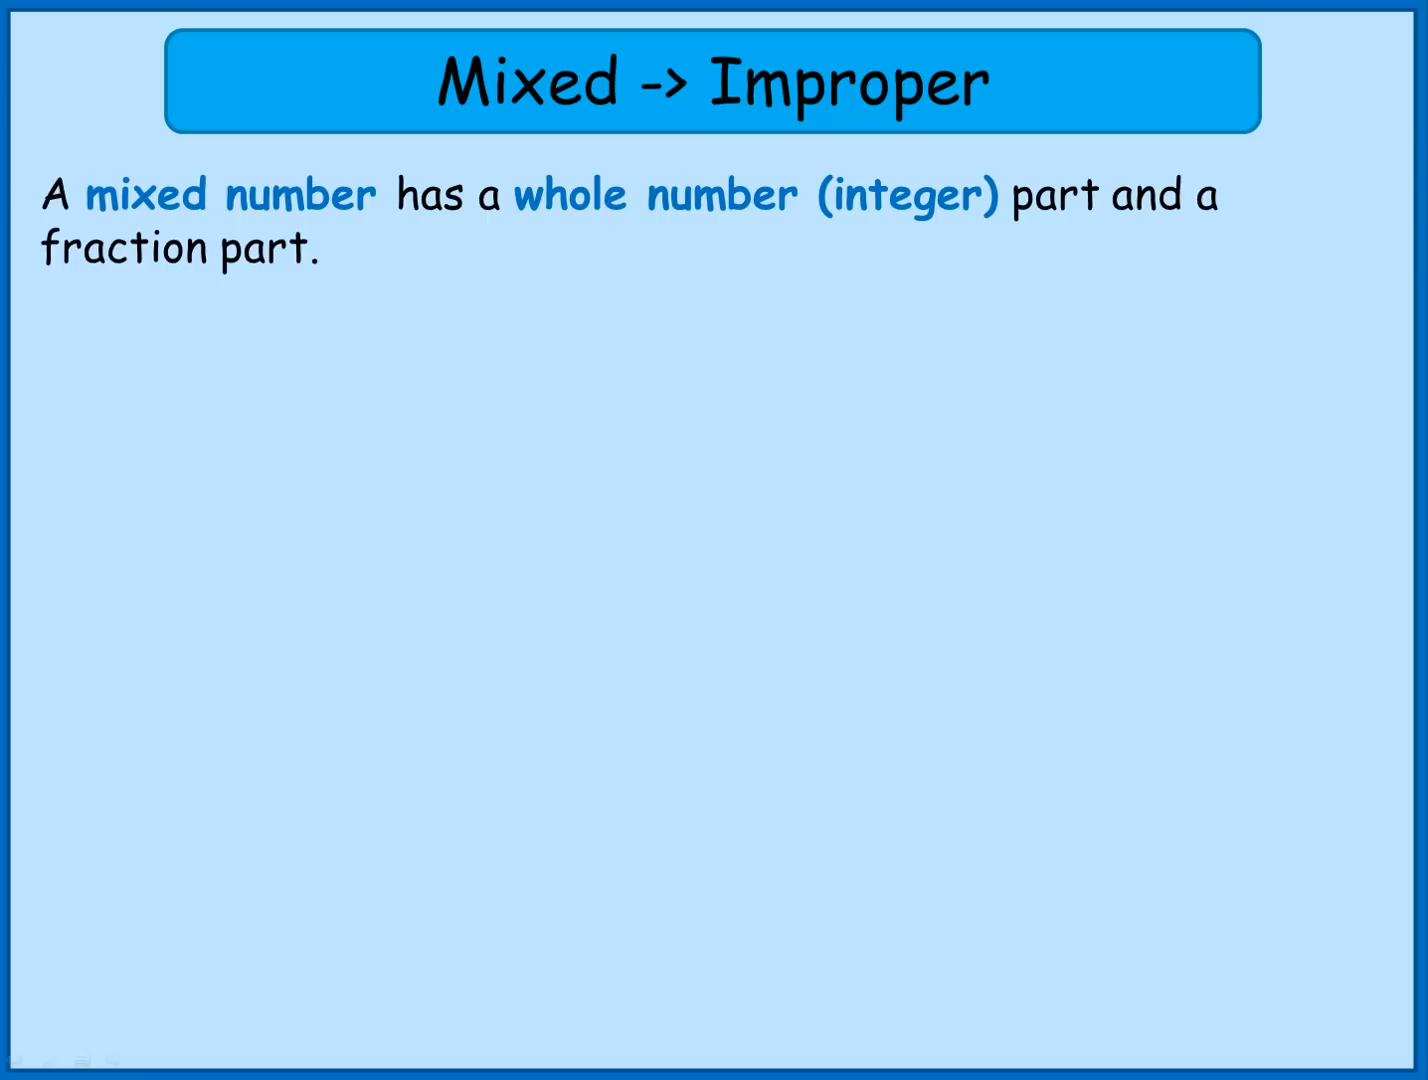 Mixed -> Improper
A mixed number has a whole number (integer) part and a
fraction part.